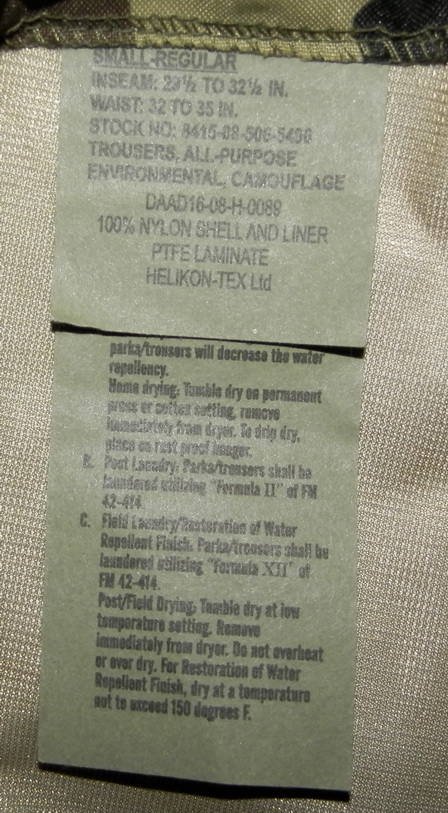 SMALL-REGULAR
INSEAM: 29½ TO 32½ IN.
WAIST: 32 TO 35 IN.
STOCK NO: 8415-08-506-5490
TROUSERS, ALL-PURPOSE
ENVIRONMENTAL, CAMOUFLAGE
DAAD16-08-H-0089
100% NYLON SHELL AND LINER
PTFE LAMINATE
HELIKON-TEX Ltd
parka/trousers will decrease the water
repellency.
Home drying: Tumble dry on permanent
press or cotton setting, remove
immediately from dryer. To drip dry,
place on rust proof hanger.
B. Post Laundry: Parka/trousers shall be
laundered utilizing "Formula II" of FM
42-414
C. Field Laundry/Restoration of Water
Repellent Finish: Parka/trousers shall be
laundered utilizing "Formula XII" of
FM 42-414.
Post/Field Drying: Tumble dry at low
temperature setting. Remove
immediately from dryer. Do not overheat
or over dry. For Restoration of Water
Repellent Finish, dry at a temperature
not to exceed 150 degrees F.